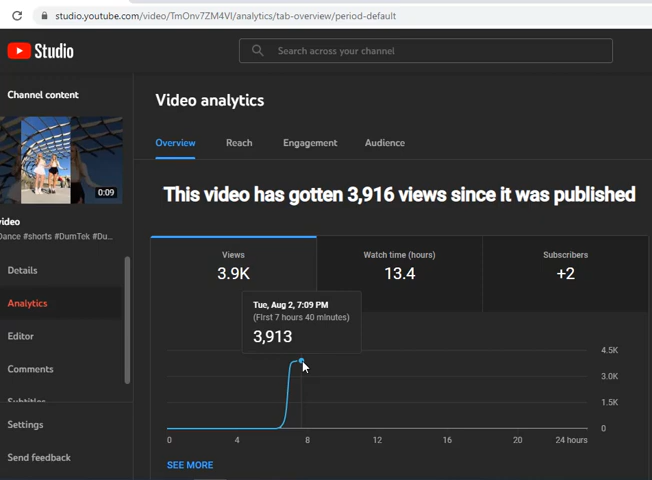 studio.youtube.com/video/TmOnv7ZM4VI/analytics/tab-overview/period-default
Studio
Search across your channel
Channel content
0:09
video
Dance #shorts #DumTek #Du...
Details
Analytics
Editor
Comments
Subtitles
Settings
Send feedback
Video analytics
Overview Reach Engagement Audience
This video has gotten 3,916 views since it was published
Views
3.9K
Watch time (hours)
13.4
Subscribers
+2
Tue, Aug 2, 7:09 PM
(First 7 hours 40 minutes)
3,913
4.5K
3.0K
1.5K
0
0 4 8 12 16 20 24 hours
SEE MORE